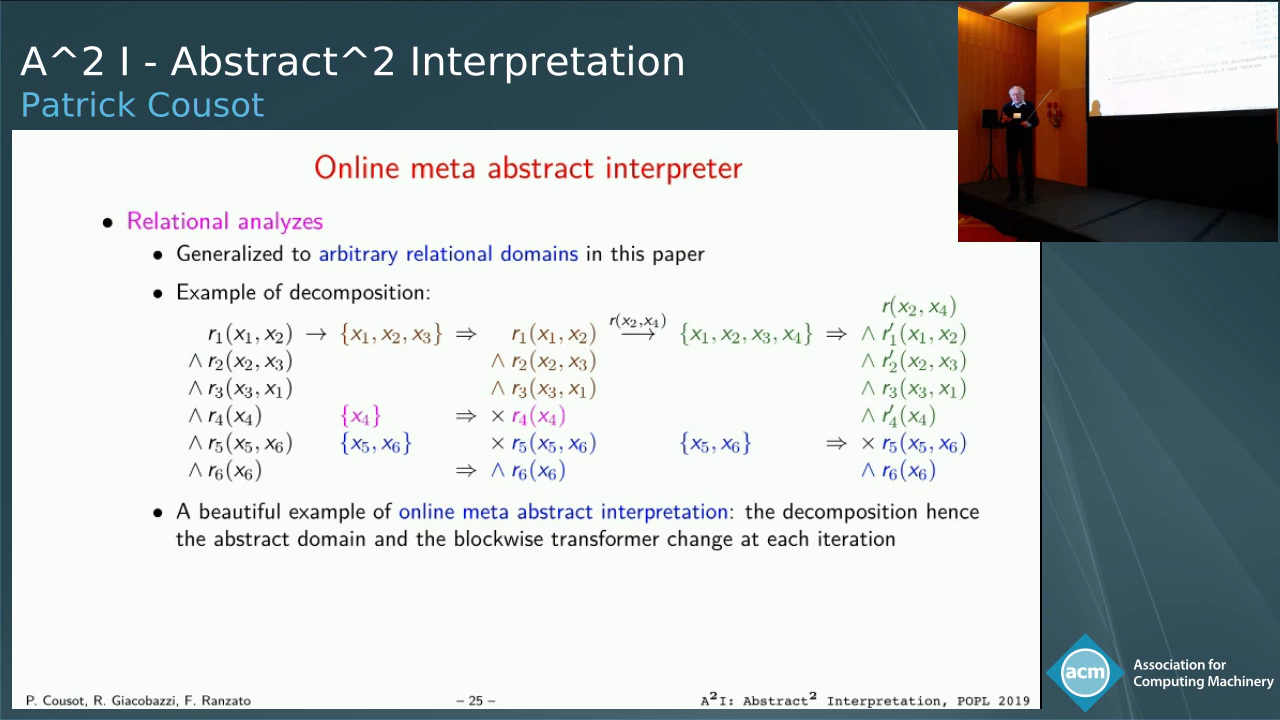 A^2 I - Abstract^2 Interpretation
Patrick Cousot
Online meta abstract interpreter
• Relational analyzes
• Generalized to arbitrary relational domains in this paper
• Example of decomposition:
r(x₂, x₄)
r₁(x₁, x₂) → {x₁, x₂, x₃} ⇒ r₁(x₁, x₂) r(x₂,x₄) ⟶ {x₁, x₂, x₃, x₄} ⇒ ∧ r′₁(x₁, x₂)
∧ r₂(x₂, x₃) ∧ r₂(x₂, x₃) ∧ r′₂(x₂, x₃)
∧ r₃(x₃, x₁) ∧ r₃(x₃, x₁) ∧ r₃(x₃, x₁)
∧ r₄(x₄) {x₄} ⇒ × r₄(x₄) ∧ r′₄(x₄)
∧ r₅(x₅, x₆) {x₅, x₆} × r₅(x₅, x₆) {x₅, x₆} ⇒ × r₅(x₅, x₆)
∧ r₆(x₆) ⇒ ∧ r₆(x₆) ∧ r₆(x₆)
• A beautiful example of online meta abstract interpretation: the decomposition hence
the abstract domain and the blockwise transformer change at each iteration
P. Cousot, R. Giacobazzi, F. Ranzato – 25 – A²I: Abstract² Interpretation, POPL 2019
acm
Association for
Computing Machinery